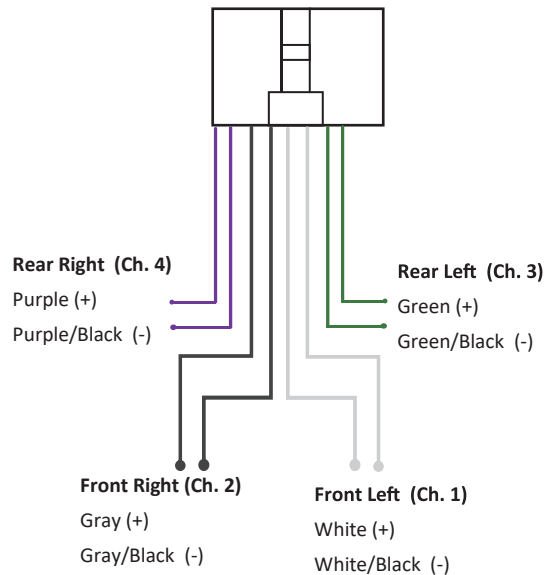 Rear Right (Ch. 4)
Purple (+)
Purple/Black (-)
Rear Left (Ch. 3)
Green (+)
Green/Black (-)
Front Right (Ch. 2)
Gray (+)
Gray/Black (-)
Front Left (Ch. 1)
White (+)
White/Black (-)